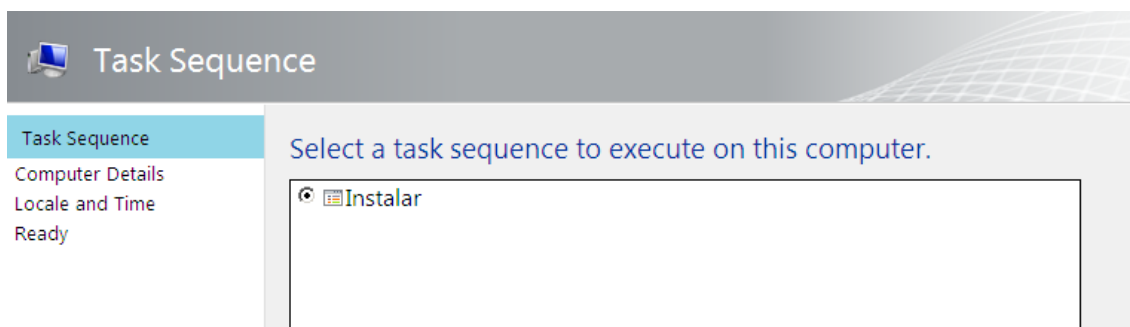 Task Sequence
Task Sequence
Computer Details
Locale and Time
Ready
Select a task sequence to execute on this computer.
Instalar